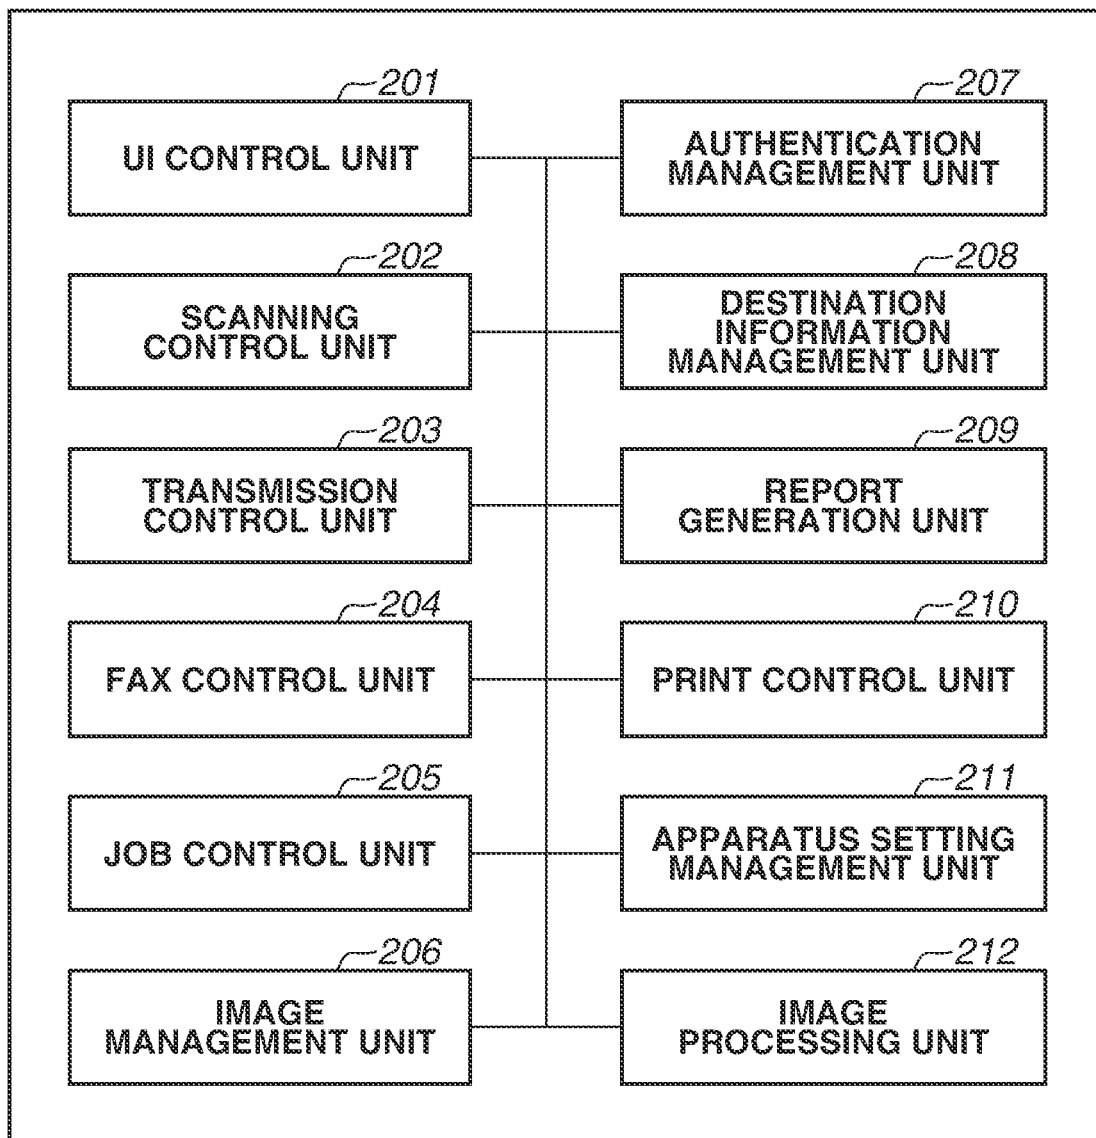 201
UI CONTROL UNIT
202
SCANNING
CONTROL UNIT
203
TRANSMISSION
CONTROL UNIT
204
FAX CONTROL UNIT
205
JOB CONTROL UNIT
206
IMAGE
MANAGEMENT UNIT
207
AUTHENTICATION
MANAGEMENT UNIT
208
DESTINATION
INFORMATION
MANAGEMENT UNIT
209
REPORT
GENERATION UNIT
210
PRINT CONTROL UNIT
211
APPARATUS SETTING
MANAGEMENT UNIT
212
IMAGE
PROCESSING UNIT